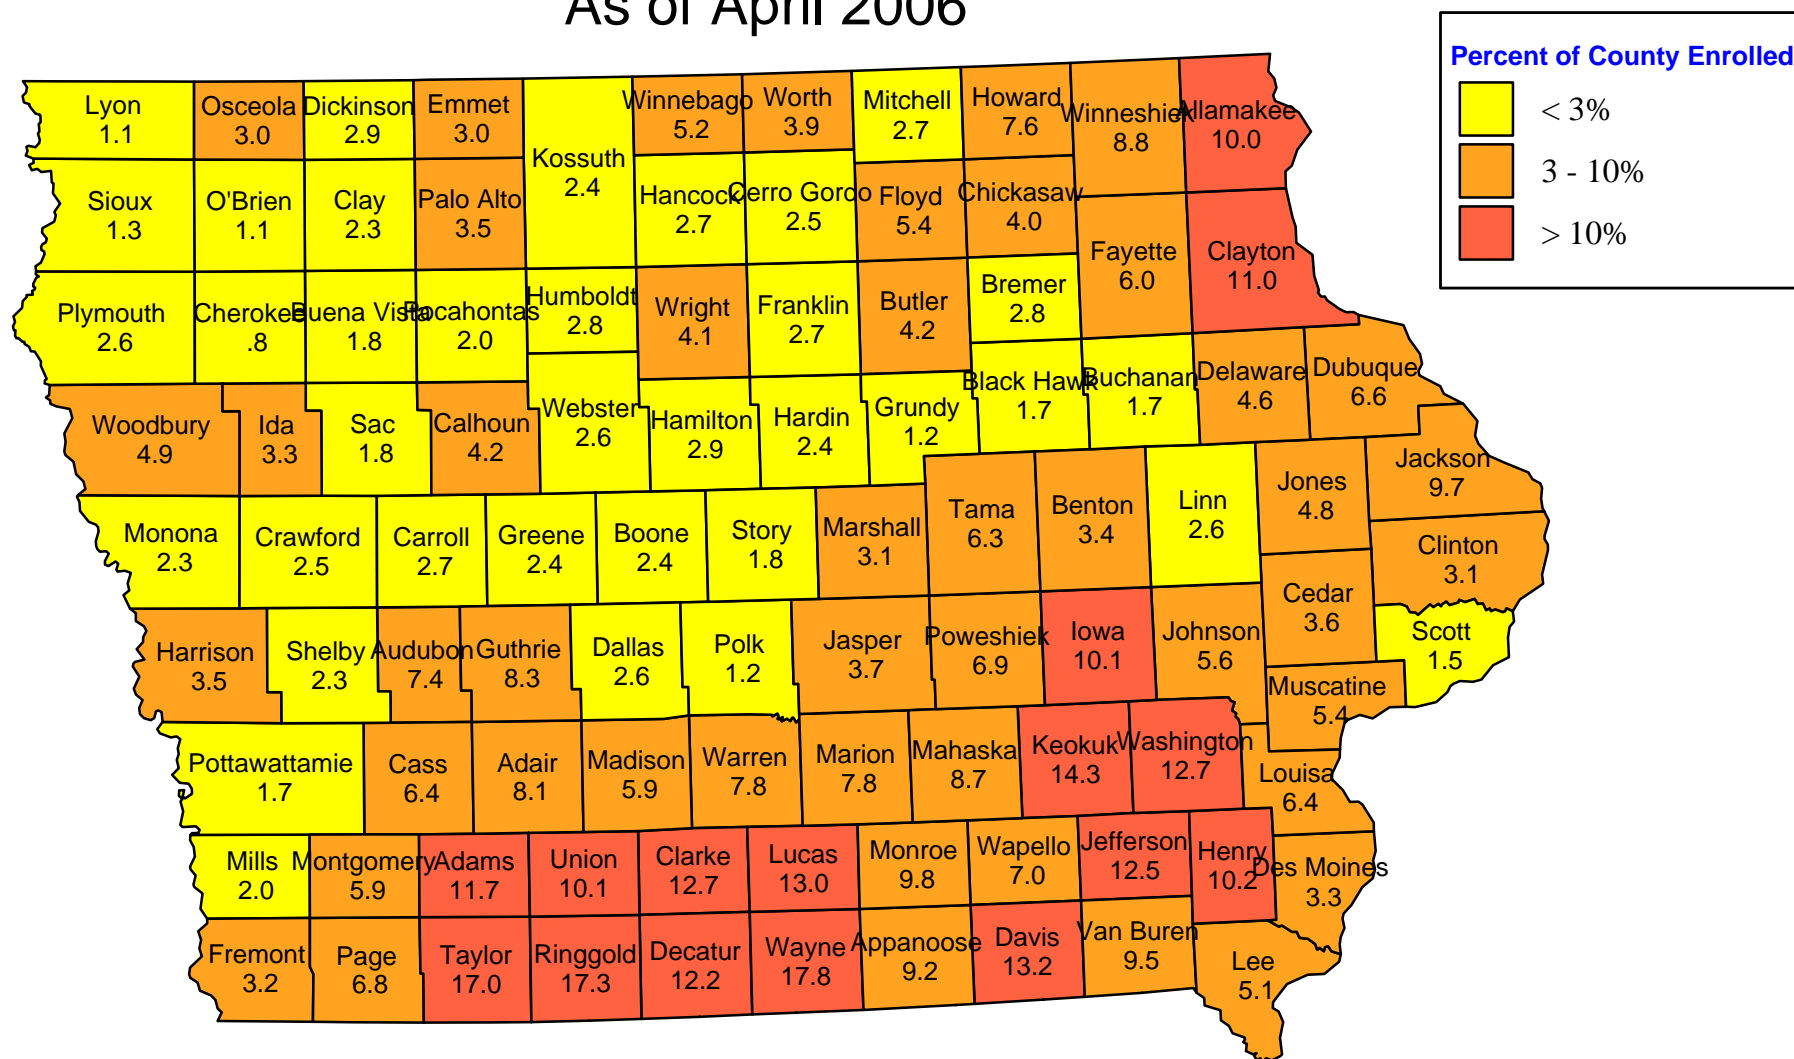 As of April 2006
Percent of County Enrolled
< 3%
3 - 10%
> 10%
Lyon
1.1
Osceola
3.0
Dickinson
2.9
Emmet
3.0
Kossuth
2.4
Winnebago
5.2
Worth
3.9
Mitchell
2.7
Howard
7.6
Winneshiek
8.8
Allamakee
10.0
Sioux
1.3
O'Brien
1.1
Clay
2.3
Palo Alto
3.5
Hancock
2.7
Cerro Gordo
2.5
Floyd
5.4
Chickasaw
4.0
Fayette
6.0
Clayton
11.0
Plymouth
2.6
Cherokee
.8
Buena Vista
1.8
Pocahontas
2.0
Humboldt
2.8
Wright
4.1
Franklin
2.7
Butler
4.2
Bremer
2.8
Woodbury
4.9
Ida
3.3
Sac
1.8
Calhoun
4.2
Webster
2.6
Hamilton
2.9
Hardin
2.4
Grundy
1.2
Black Hawk
1.7
Buchanan
1.7
Delaware
4.6
Dubuque
6.6
Monona
2.3
Crawford
2.5
Carroll
2.7
Greene
2.4
Boone
2.4
Story
1.8
Marshall
3.1
Tama
6.3
Benton
3.4
Linn
2.6
Jones
4.8
Jackson
9.7
Clinton
3.1
Cedar
3.6
Scott
1.5
Harrison
3.5
Shelby
2.3
Audubon
7.4
Guthrie
8.3
Dallas
2.6
Polk
1.2
Jasper
3.7
Poweshiek
6.9
Iowa
10.1
Johnson
5.6
Muscatine
5.4
Pottawattamie
1.7
Cass
6.4
Adair
8.1
Madison
5.9
Warren
7.8
Marion
7.8
Mahaska
8.7
Keokuk
14.3
Washington
12.7
Louisa
6.4
Mills
2.0
Montgomery
5.9
Adams
11.7
Union
10.1
Clarke
12.7
Lucas
13.0
Monroe
9.8
Wapello
7.0
Jefferson
12.5
Henry
10.2
Des Moines
3.3
Fremont
3.2
Page
6.8
Taylor
17.0
Ringgold
17.3
Decatur
12.2
Wayne
17.8
Appanoose
9.2
Davis
13.2
Van Buren
9.5
Lee
5.1